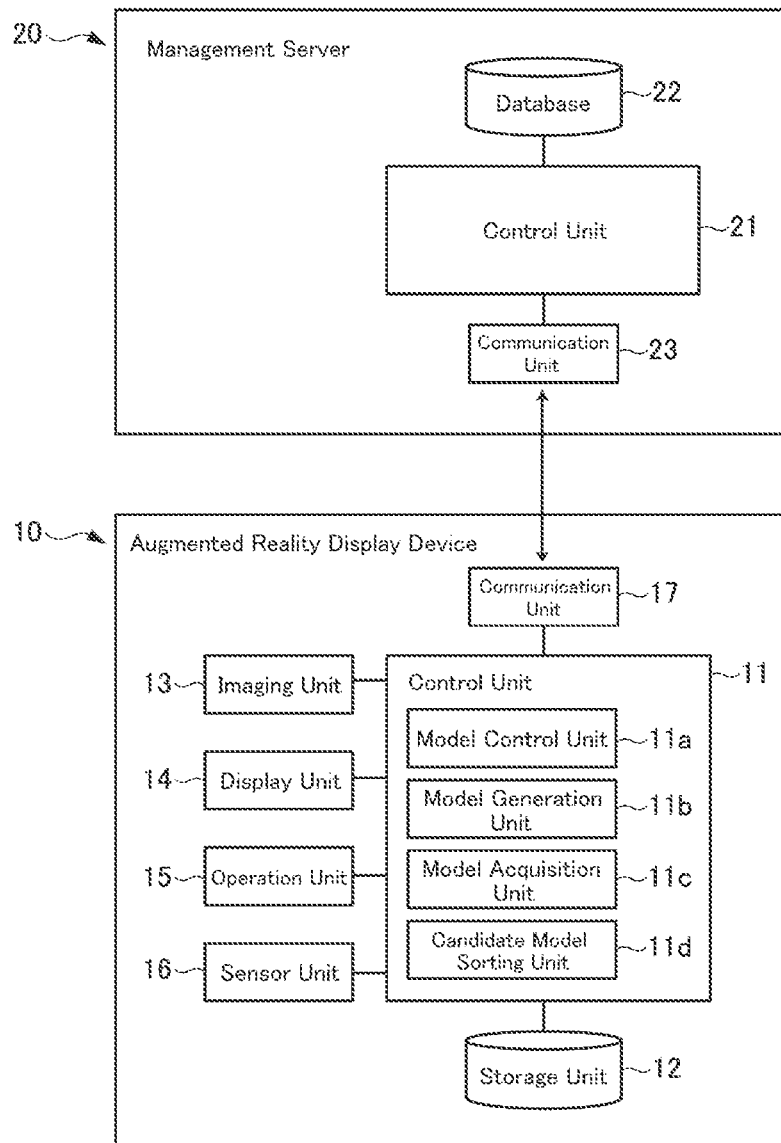 20
Management Server
Database
22
Control Unit
21
Communication
Unit
23
10
Augmented Reality Display Device
Communication
Unit
17
13
Imaging Unit
Control Unit
11
Model Control Unit
11a
14
Display Unit
Model Generation
Unit
11b
15
Operation Unit
Model Acquisition
Unit
11c
16
Sensor Unit
Candidate Model
Sorting Unit
11d
Storage Unit
12